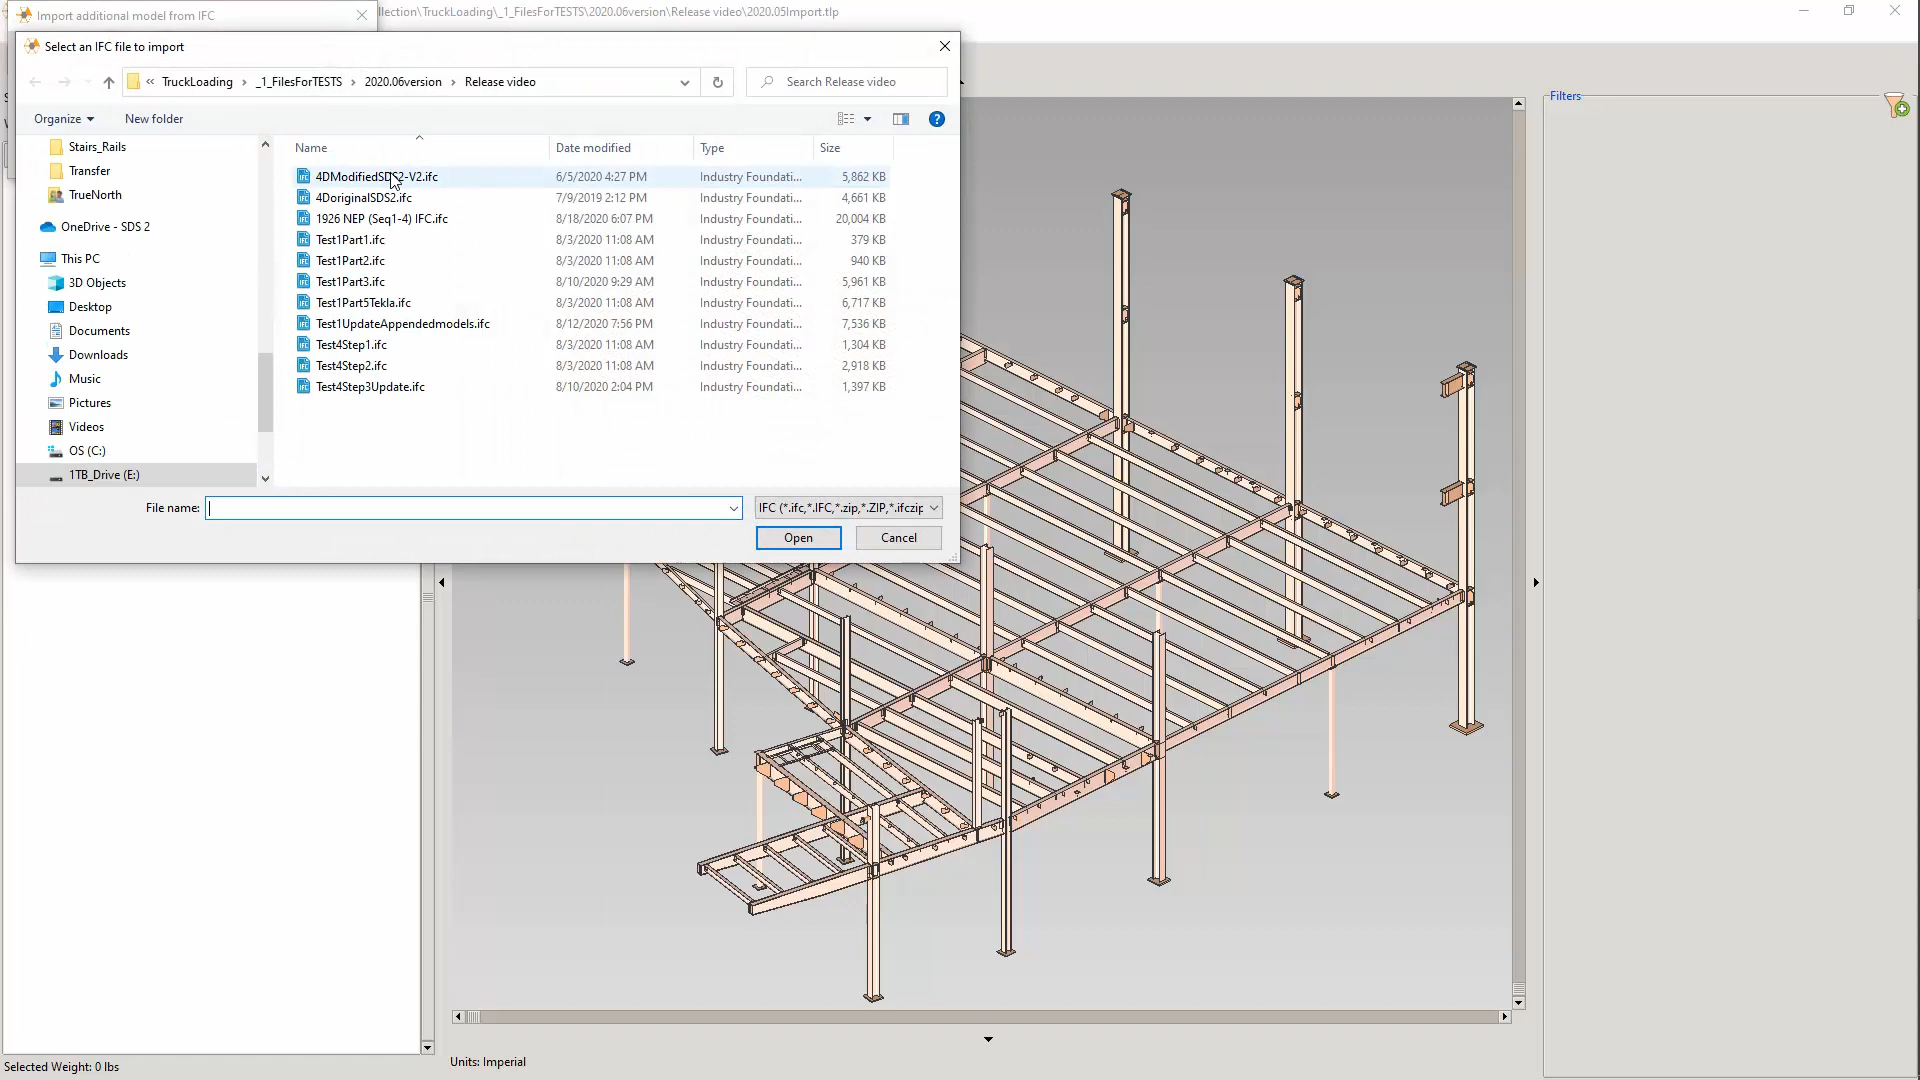 Import additional model from IFC
llection\TruckLoading\_1_FilesForTESTS\2020.06version\Release video\2020.05Import.tlp
Select an IFC file to import
« TruckLoading › _1_FilesForTESTS › 2020.06version › Release video
Search Release video
Organize
New folder
Stairs_Rails
Transfer
TrueNorth
OneDrive - SDS 2
This PC
3D Objects
Desktop
Documents
Downloads
Music
Pictures
Videos
OS (C:)
1TB_Drive (E:)
Name Date modified Type Size
4DModifiedSDS2-V2.ifc 6/5/2020 4:27 PM Industry Foundati... 5,862 KB
4DoriginalSDS2.ifc 7/9/2019 2:12 PM Industry Foundati... 4,661 KB
1926 NEP (Seq1-4) IFC.ifc 8/18/2020 6:07 PM Industry Foundati... 20,004 KB
Test1Part1.ifc 8/3/2020 11:08 AM Industry Foundati... 379 KB
Test1Part2.ifc 8/3/2020 11:08 AM Industry Foundati... 940 KB
Test1Part3.ifc 8/10/2020 9:29 AM Industry Foundati... 5,961 KB
Test1Part5Tekla.ifc 8/3/2020 11:08 AM Industry Foundati... 6,717 KB
Test1UpdateAppendedmodels.ifc 8/12/2020 7:56 PM Industry Foundati... 7,536 KB
Test4Step1.ifc 8/3/2020 11:08 AM Industry Foundati... 1,304 KB
Test4Step2.ifc 8/3/2020 11:08 AM Industry Foundati... 2,918 KB
Test4Step3Update.ifc 8/10/2020 2:04 PM Industry Foundati... 1,397 KB
File name:
IFC (*.ifc,*.IFC,*.zip,*.ZIP,*.ifczip
Open
Cancel
Filters
Units: Imperial
Selected Weight: 0 lbs